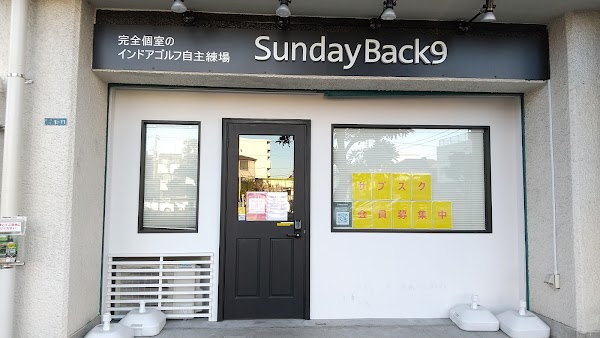 完全個室の
インドアゴルフ自主練場
SundayBack9
サブスク
会員募集中